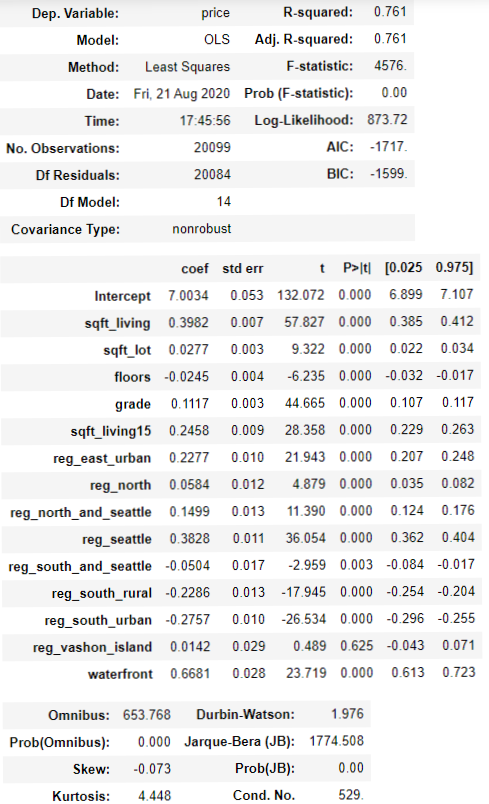 Dep. Variable: price R-squared: 0.761
Model: OLS Adj. R-squared: 0.761
Method: Least Squares F-statistic: 4576.
Date: Fri, 21 Aug 2020 Prob (F-statistic): 0.00
Time: 17:45:56 Log-Likelihood: 873.72
No. Observations: 20099 AIC: -1717.
Df Residuals: 20084 BIC: -1599.
Df Model: 14
Covariance Type: nonrobust
coef std err t P>|t| [0.025 0.975]
Intercept 7.0034 0.053 132.072 0.000 6.899 7.107
sqft_living 0.3982 0.007 57.827 0.000 0.385 0.412
sqft_lot 0.0277 0.003 9.322 0.000 0.022 0.034
floors -0.0245 0.004 -6.235 0.000 -0.032 -0.017
grade 0.1117 0.003 44.665 0.000 0.107 0.117
sqft_living15 0.2458 0.009 28.358 0.000 0.229 0.263
reg_east_urban 0.2277 0.010 21.943 0.000 0.207 0.248
reg_north 0.0584 0.012 4.879 0.000 0.035 0.082
reg_north_and_seattle 0.1499 0.013 11.390 0.000 0.124 0.176
reg_seattle 0.3828 0.011 36.054 0.000 0.362 0.404
reg_south_and_seattle -0.0504 0.017 -2.959 0.003 -0.084 -0.017
reg_south_rural -0.2286 0.013 -17.945 0.000 -0.254 -0.204
reg_south_urban -0.2757 0.010 -26.534 0.000 -0.296 -0.255
reg_vashon_island 0.0142 0.029 0.489 0.625 -0.043 0.071
waterfront 0.6681 0.028 23.719 0.000 0.613 0.723
Omnibus: 653.768 Durbin-Watson: 1.976
Prob(Omnibus): 0.000 Jarque-Bera (JB): 1774.508
Skew: -0.073 Prob(JB): 0.00
Kurtosis: 4.448 Cond. No. 529.